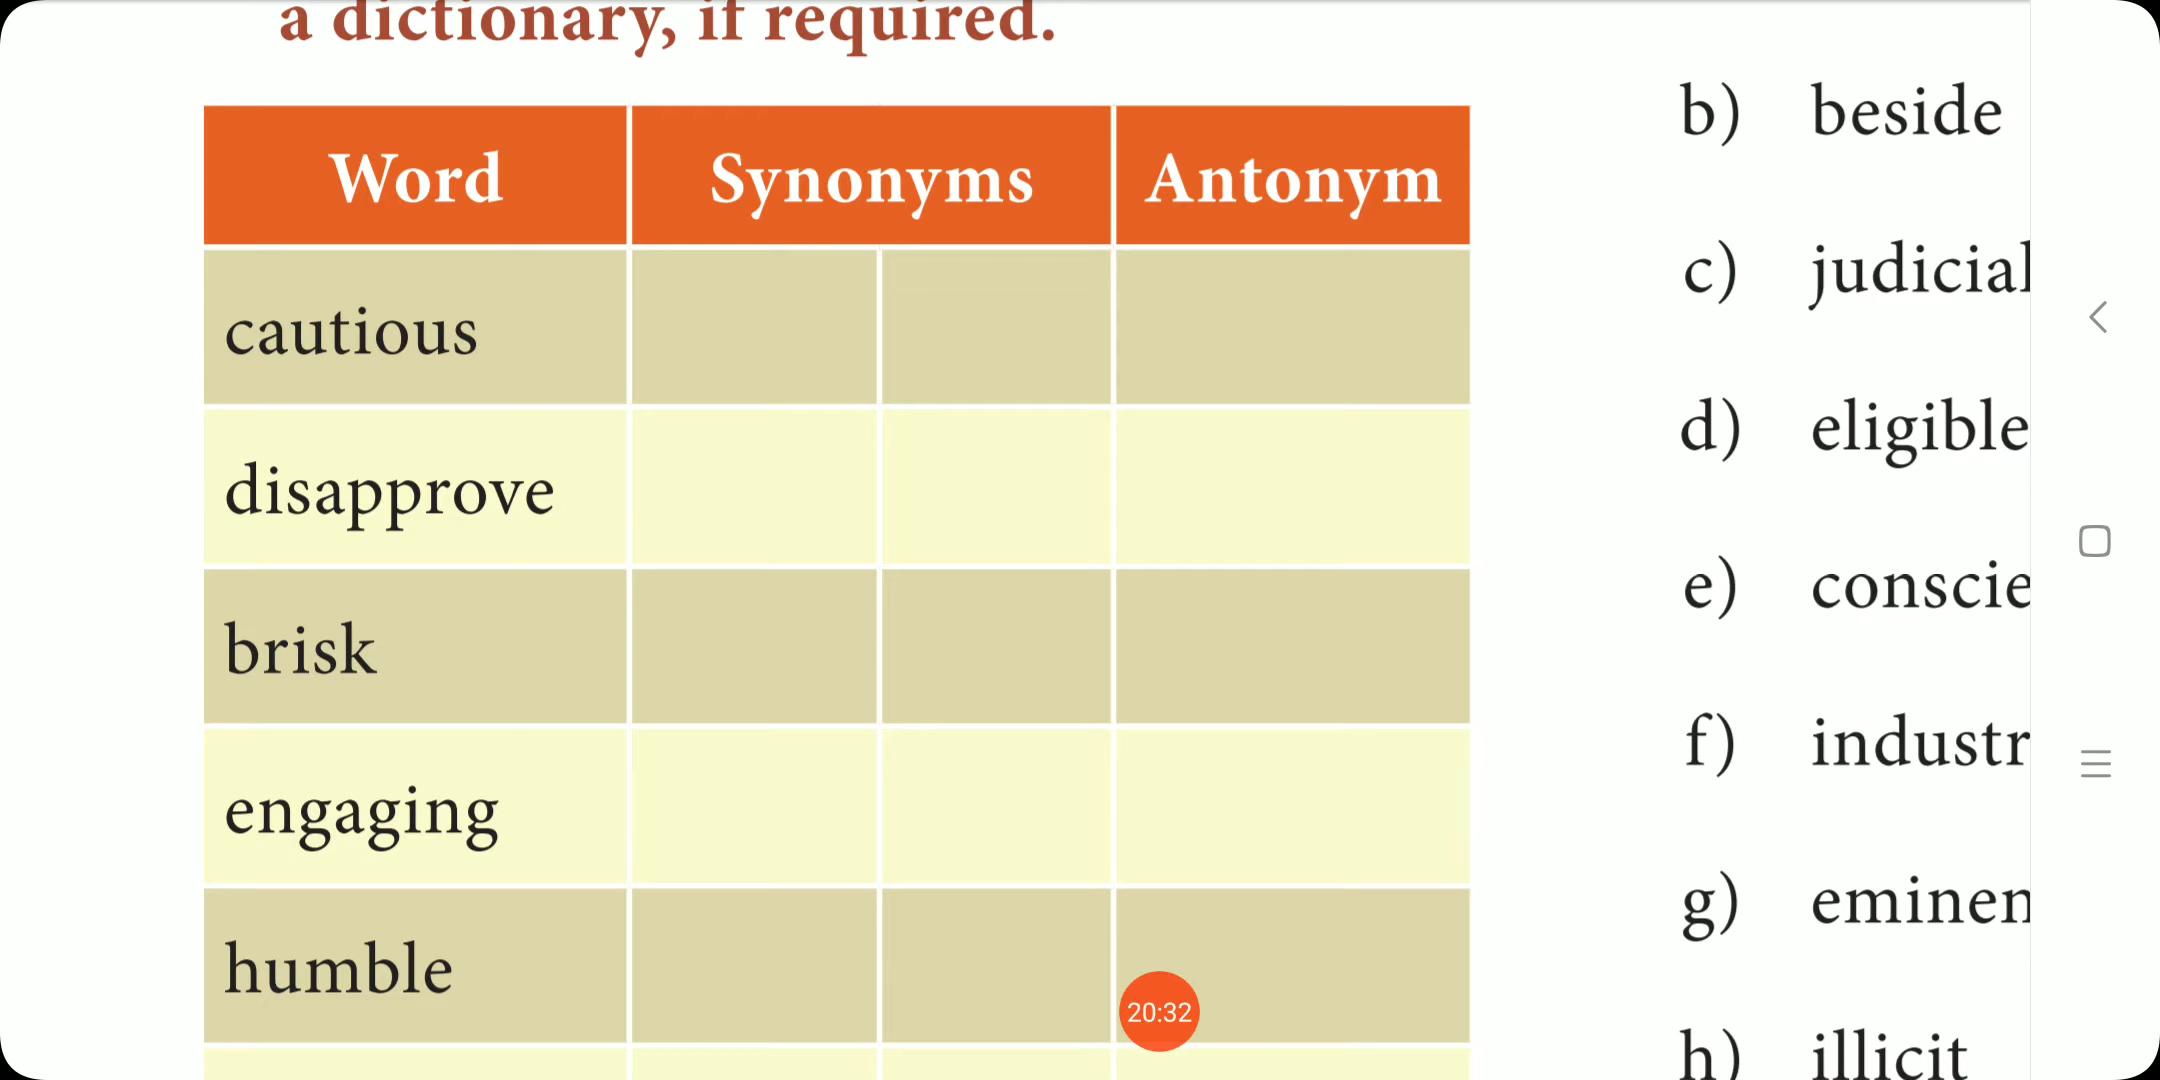 a dictionary, if required.
Word Synonyms Antonym
cautious
disapprove
brisk
engaging
humble
20:32
b) beside
c) judicial
d) eligible
e) conscie
f) industr
g) eminen
h) illicit